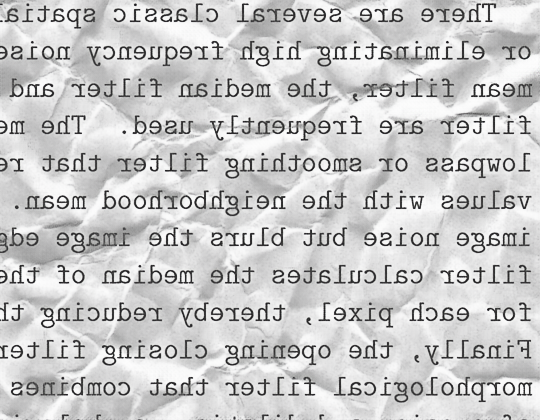 There are several classic spatial
or eliminating high frequency noise
mean filter, the median filter and
filter are frequently used. The me
lowpass or smoothing filter that re
values with the neighborhood mean.
image noise but blurs the image edg
filter calculates the median of the
for each pixel, thereby reducing th
Finally, the opening closing filter
morphological filter that combines